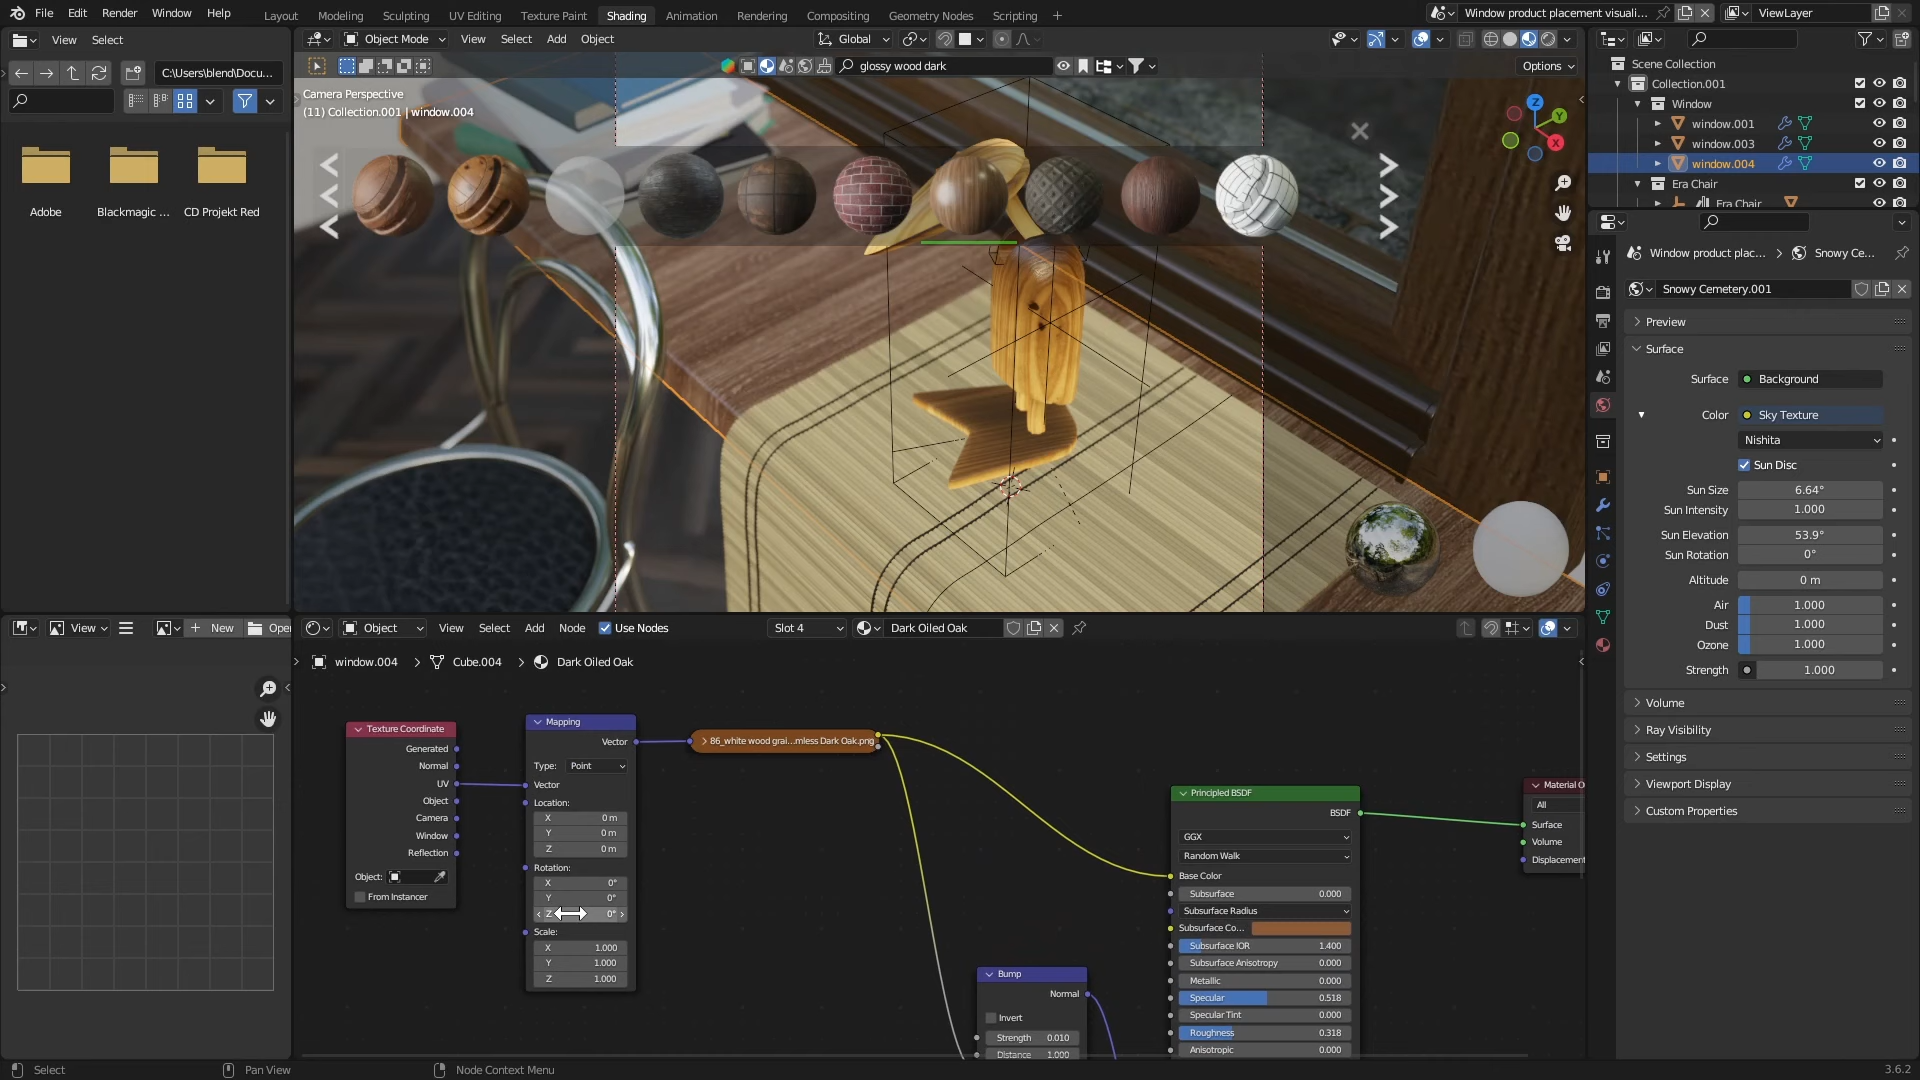 File Edit Render Window Help
Layout Modeling Sculpting UV Editing Texture Paint Shading Animation Rendering Compositing Geometry Nodes Scripting +
Window product placement visuali...
ViewLayer
View Select
C:\Users\blend\Docu...
Adobe
Blackmagic ...
CD Projekt Red
Object Mode View Select Add Object
Global
glossy wood dark
Options
Camera Perspective
(11) Collection.001 | window.004
Z
Y
X
Scene Collection
Collection.001
Window
window.001
window.003
window.004
Era Chair
Era Chair
Window product plac... > Snowy Ce...
Snowy Cemetery.001
Preview
Surface
Surface Background
Color Sky Texture
Nishita
Sun Disc
Sun Size 6.64°
Sun Intensity 1.000
Sun Elevation 53.9°
Sun Rotation 0°
Altitude 0 m
Air 1.000
Dust 1.000
Ozone 1.000
Strength 1.000
Volume
Ray Visibility
Settings
Viewport Display
Custom Properties
View
+ New Open
Object View Select Add Node Use Nodes
Slot 4
Dark Oiled Oak
window.004 > Cube.004 > Dark Oiled Oak
Texture Coordinate
Generated
Normal
UV
Object
Camera
Window
Reflection
Object:
From Instancer
Mapping
Vector
Type: Point
Vector
Location:
X 0 m
Y 0 m
Z 0 m
Rotation:
X 0°
Y 0°
Z 0°
Scale:
X 1.000
Y 1.000
Z 1.000
86_white wood grai...mless Dark Oak.png
Bump
Normal
Invert
Strength 0.010
Distance 1.000
Principled BSDF
BSDF
GGX
Random Walk
Base Color
Subsurface 0.000
Subsurface Radius
Subsurface Co...
Subsurface IOR 1.400
Subsurface Anisotropy 0.000
Metallic 0.000
Specular 0.518
Specular Tint 0.000
Roughness 0.318
Anisotropic 0.000
Material O
All
Surface
Volume
Displacement
Select
Pan View
Node Context Menu
3.6.2